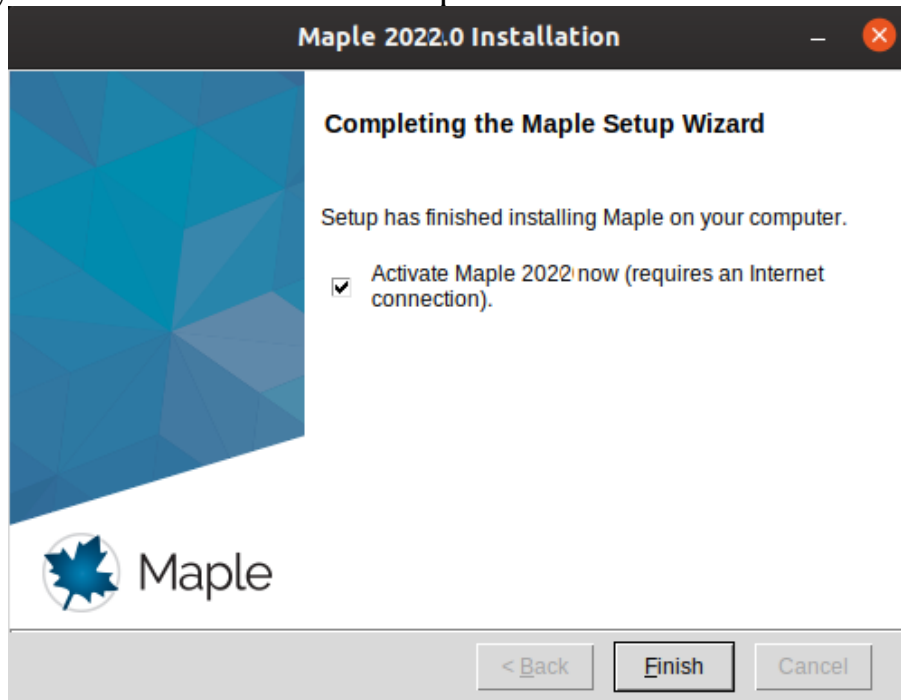 Maple 2022.0 Installation
Completing the Maple Setup Wizard
Setup has finished installing Maple on your computer.
Activate Maple 2022 now (requires an Internet
connection).
Maple
< Back
Finish
Cancel